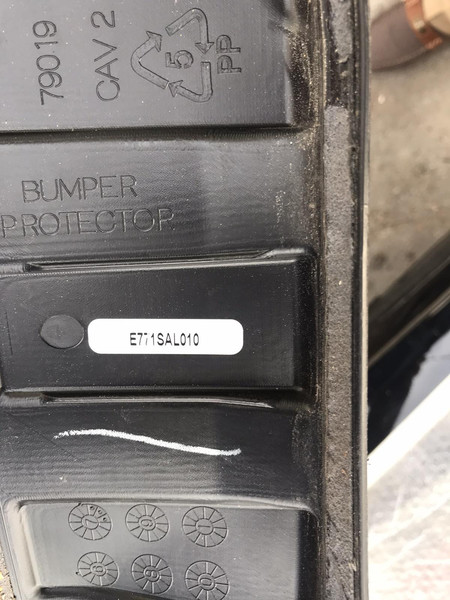 79019
CAV 2
5
PP
BUMPER
PROTECTOR
E771SAL010